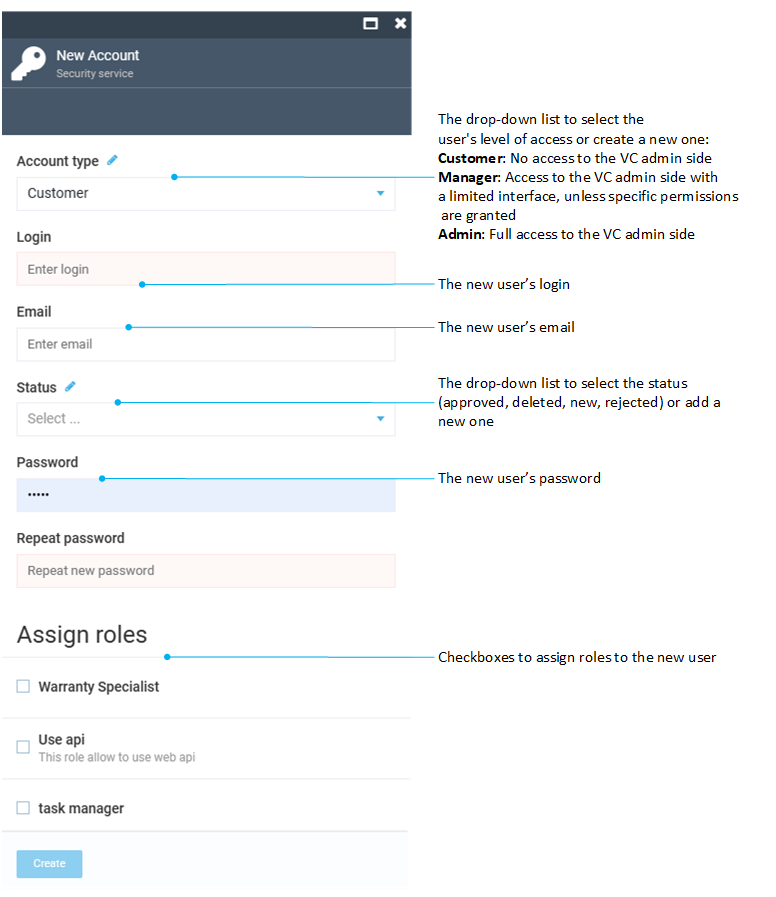 New Account
Security service
Account type
Customer
The drop-down list to select the
user's level of access or create a new one:
Customer: No access to the VC admin side
Manager: Access to the VC admin side with
a limited interface, unless specific permissions
are granted
Admin: Full access to the VC admin side
Login
Enter login
The new user’s login
Email
Enter email
The new user’s email
Status
Select ...
The drop-down list to select the status
(approved, deleted, new, rejected) or add a
new one
Password
•••••
The new user’s password
Repeat password
Repeat new password
Assign roles
Checkboxes to assign roles to the new user
Warranty Specialist
Use api
This role allow to use web api
task manager
Create